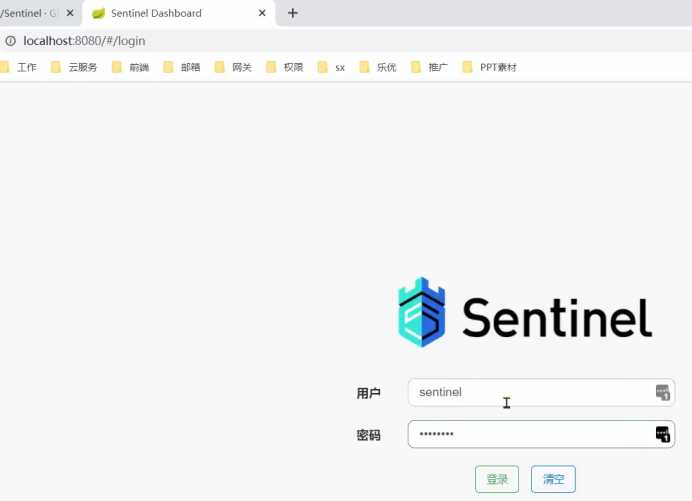 /Sentinel · Gi
Sentinel Dashboard
localhost:8080/#/login
工作 云服务 前端 邮箱 网关 权限 sx 乐优 推广 PPT素材
Sentinel
用户 sentinel
密码 ••••••••
登录 清空